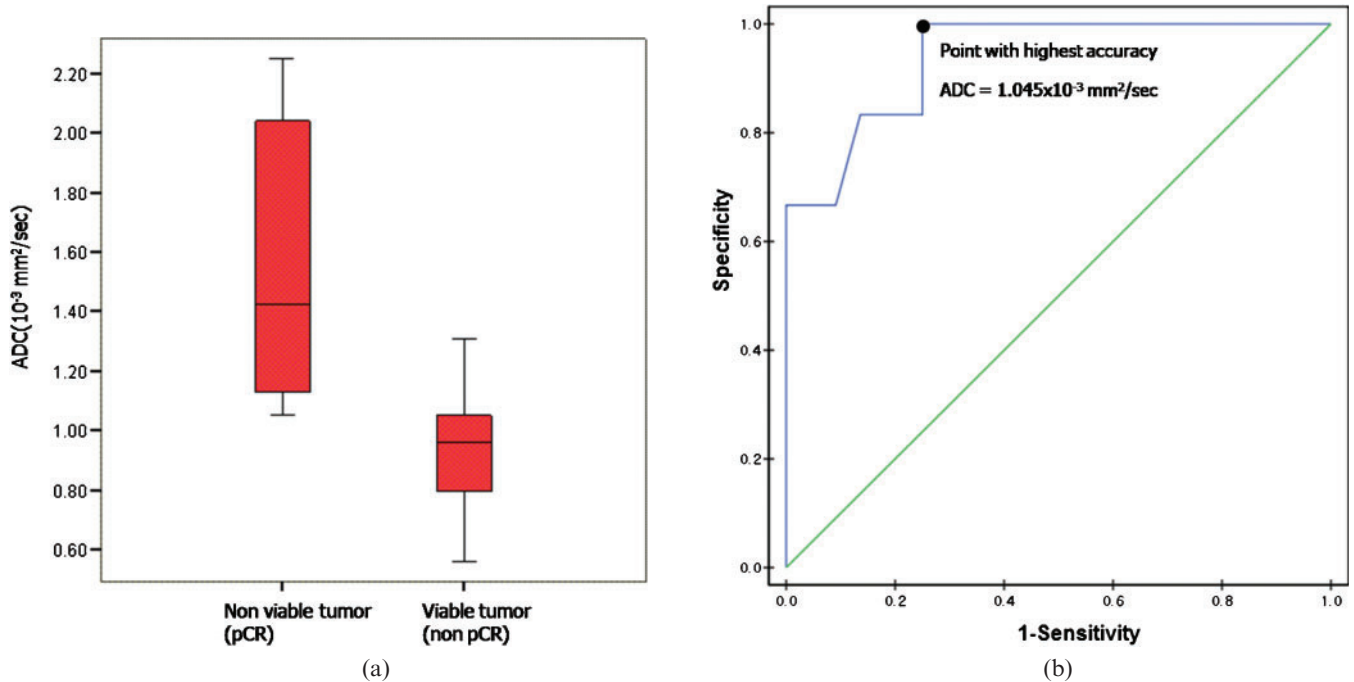 2.20
2.00
1.80
1.60
1.40
1.20
1.00
0.80
0.60
ADC(10⁻³ mm²/sec)
Non viable tumor
(pCR)
Viable tumor
(non pCR)
(a)
1.0
0.8
0.6
0.4
0.2
0.0
Specificity
Point with highest accuracy
ADC = 1.045x10⁻³ mm²/sec
0.0 0.2 0.4 0.6 0.8 1.0
1-Sensitivity
(b)